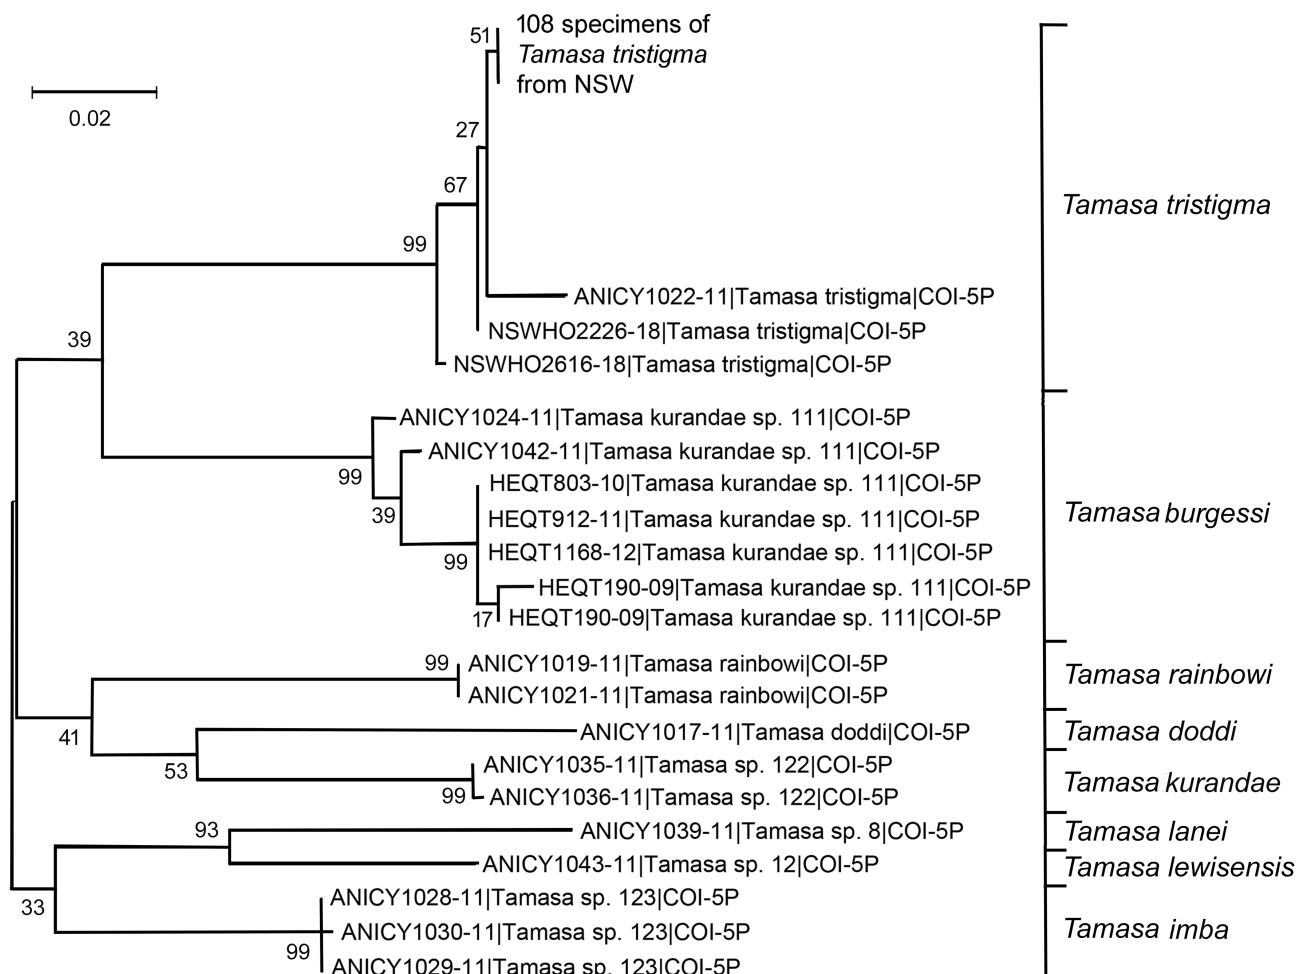 51
108 specimens of
Tamasa tristigma
from NSW
0.02
27
67
99
Tamasa tristigma
ANICY1022-11|Tamasa tristigma|COI-5P
NSWHO2226-18|Tamasa tristigma|COI-5P
39
NSWHO2616-18|Tamasa tristigma|COI-5P
ANICY1024-11|Tamasa kurandae sp. 111|COI-5P
ANICY1042-11|Tamasa kurandae sp. 111|COI-5P
99
HEQT803-10|Tamasa kurandae sp. 111|COI-5P
39
HEQT912-11|Tamasa kurandae sp. 111|COI-5P
Tamasa burgessi
HEQT1168-12|Tamasa kurandae sp. 111|COI-5P
99
HEQT190-09|Tamasa kurandae sp. 111|COI-5P
17
HEQT190-09|Tamasa kurandae sp. 111|COI-5P
99
ANICY1019-11|Tamasa rainbowi|COI-5P
Tamasa rainbowi
ANICY1021-11|Tamasa rainbowi|COI-5P
41
ANICY1017-11|Tamasa doddi|COI-5P
Tamasa doddi
53
ANICY1035-11|Tamasa sp. 122|COI-5P
Tamasa kurandae
99
ANICY1036-11|Tamasa sp. 122|COI-5P
93
ANICY1039-11|Tamasa sp. 8|COI-5P
Tamasa lanei
ANICY1043-11|Tamasa sp. 12|COI-5P
Tamasa lewisensis
33
ANICY1028-11|Tamasa sp. 123|COI-5P
ANICY1030-11|Tamasa sp. 123|COI-5P
Tamasa imba
99
ANICY1029-11|Tamasa sp. 123|COI-5P